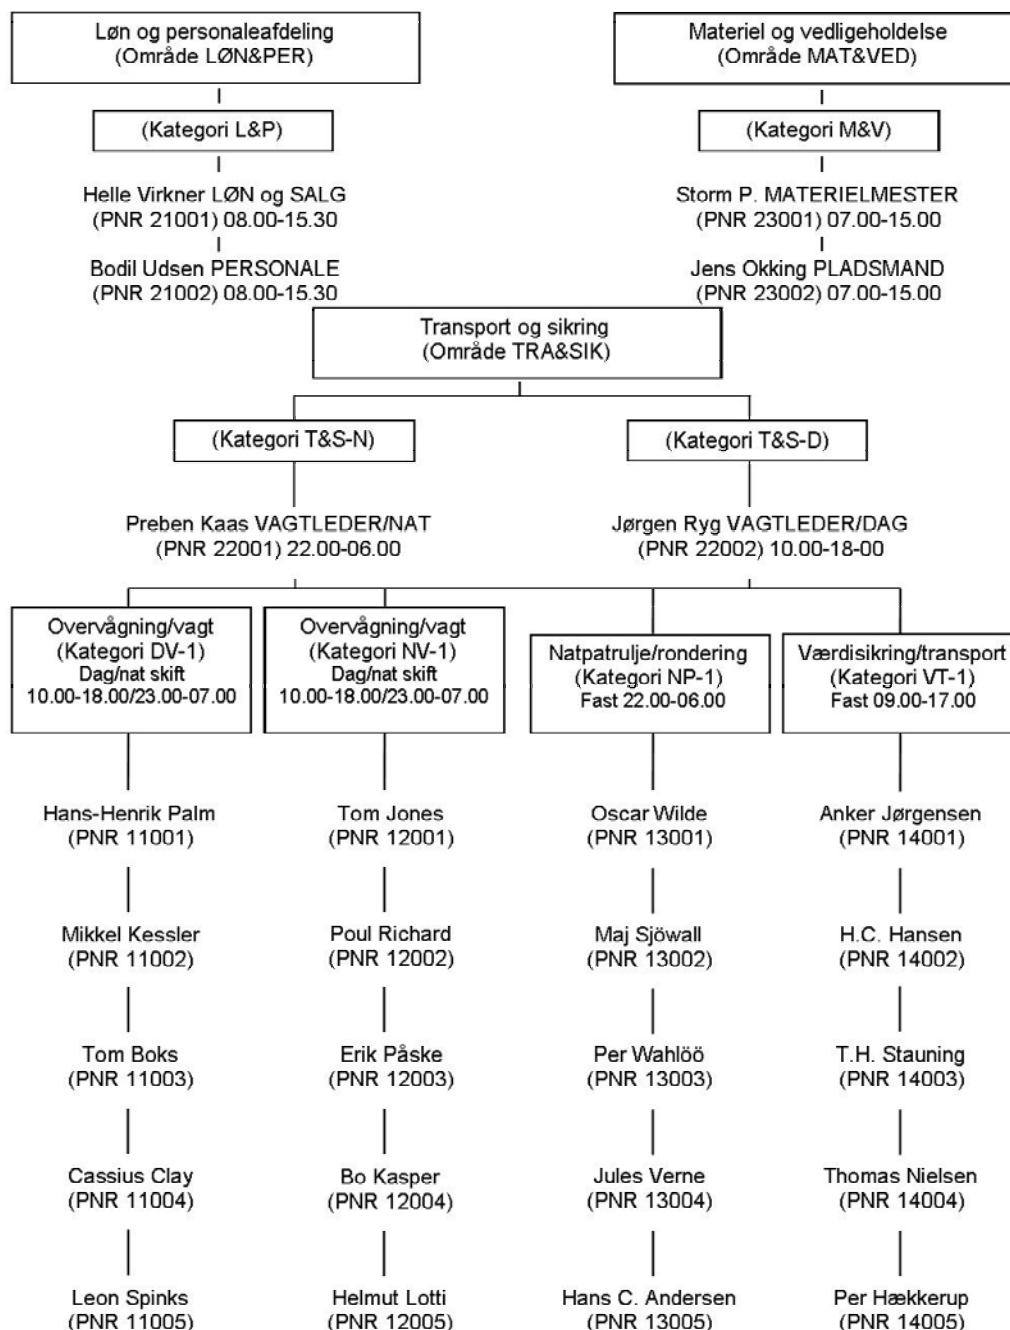 Løn og personaleafdeling
(Område LØN&PER)
Materiel og vedligeholdelse
(Område MAT&VED)
(Kategori L&P)
(Kategori M&V)
Helle Virkner LØN og SALG
(PNR 21001) 08.00-15.30
Storm P. MATERIELMESTER
(PNR 23001) 07.00-15.00
Bodil Udsen PERSONALE
(PNR 21002) 08.00-15.30
Jens Okking PLADSMAND
(PNR 23002) 07.00-15.00
Transport og sikring
(Område TRA&SIK)
(Kategori T&S-N)
(Kategori T&S-D)
Preben Kaas VAGTLEDER/NAT
(PNR 22001) 22.00-06.00
Jørgen Ryg VAGTLEDER/DAG
(PNR 22002) 10.00-18-00
Overvågning/vagt
(Kategori DV-1)
Dag/nat skift
10.00-18.00/23.00-07.00
Overvågning/vagt
(Kategori NV-1)
Dag/nat skift
10.00-18.00/23.00-07.00
Natpatrulje/rondering
(Kategori NP-1)
Fast 22.00-06.00
Værdisikring/transport
(Kategori VT-1)
Fast 09.00-17.00
Hans-Henrik Palm
(PNR 11001)
Tom Jones
(PNR 12001)
Oscar Wilde
(PNR 13001)
Anker Jørgensen
(PNR 14001)
Mikkel Kessler
(PNR 11002)
Poul Richard
(PNR 12002)
Maj Sjöwall
(PNR 13002)
H.C. Hansen
(PNR 14002)
Tom Boks
(PNR 11003)
Erik Påske
(PNR 12003)
Per Wahlöö
(PNR 13003)
T.H. Stauning
(PNR 14003)
Cassius Clay
(PNR 11004)
Bo Kasper
(PNR 12004)
Jules Verne
(PNR 13004)
Thomas Nielsen
(PNR 14004)
Leon Spinks
(PNR 11005)
Helmut Lotti
(PNR 12005)
Hans C. Andersen
(PNR 13005)
Per Hækkerup
(PNR 14005)